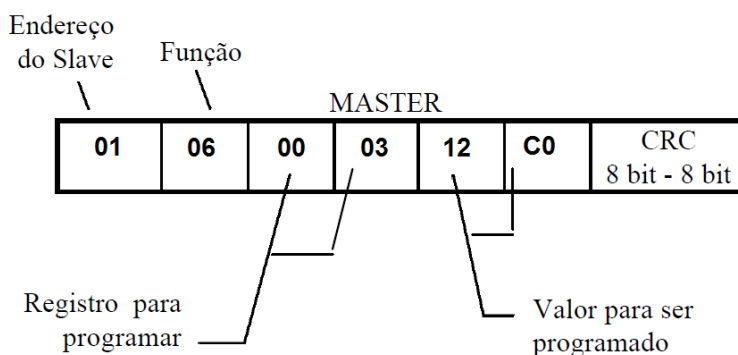 Endereço
do Slave
Função
MASTER
01 06 00 03 12 C0 CRC
8 bit - 8 bit
Registro para
programar
Valor para ser
programado